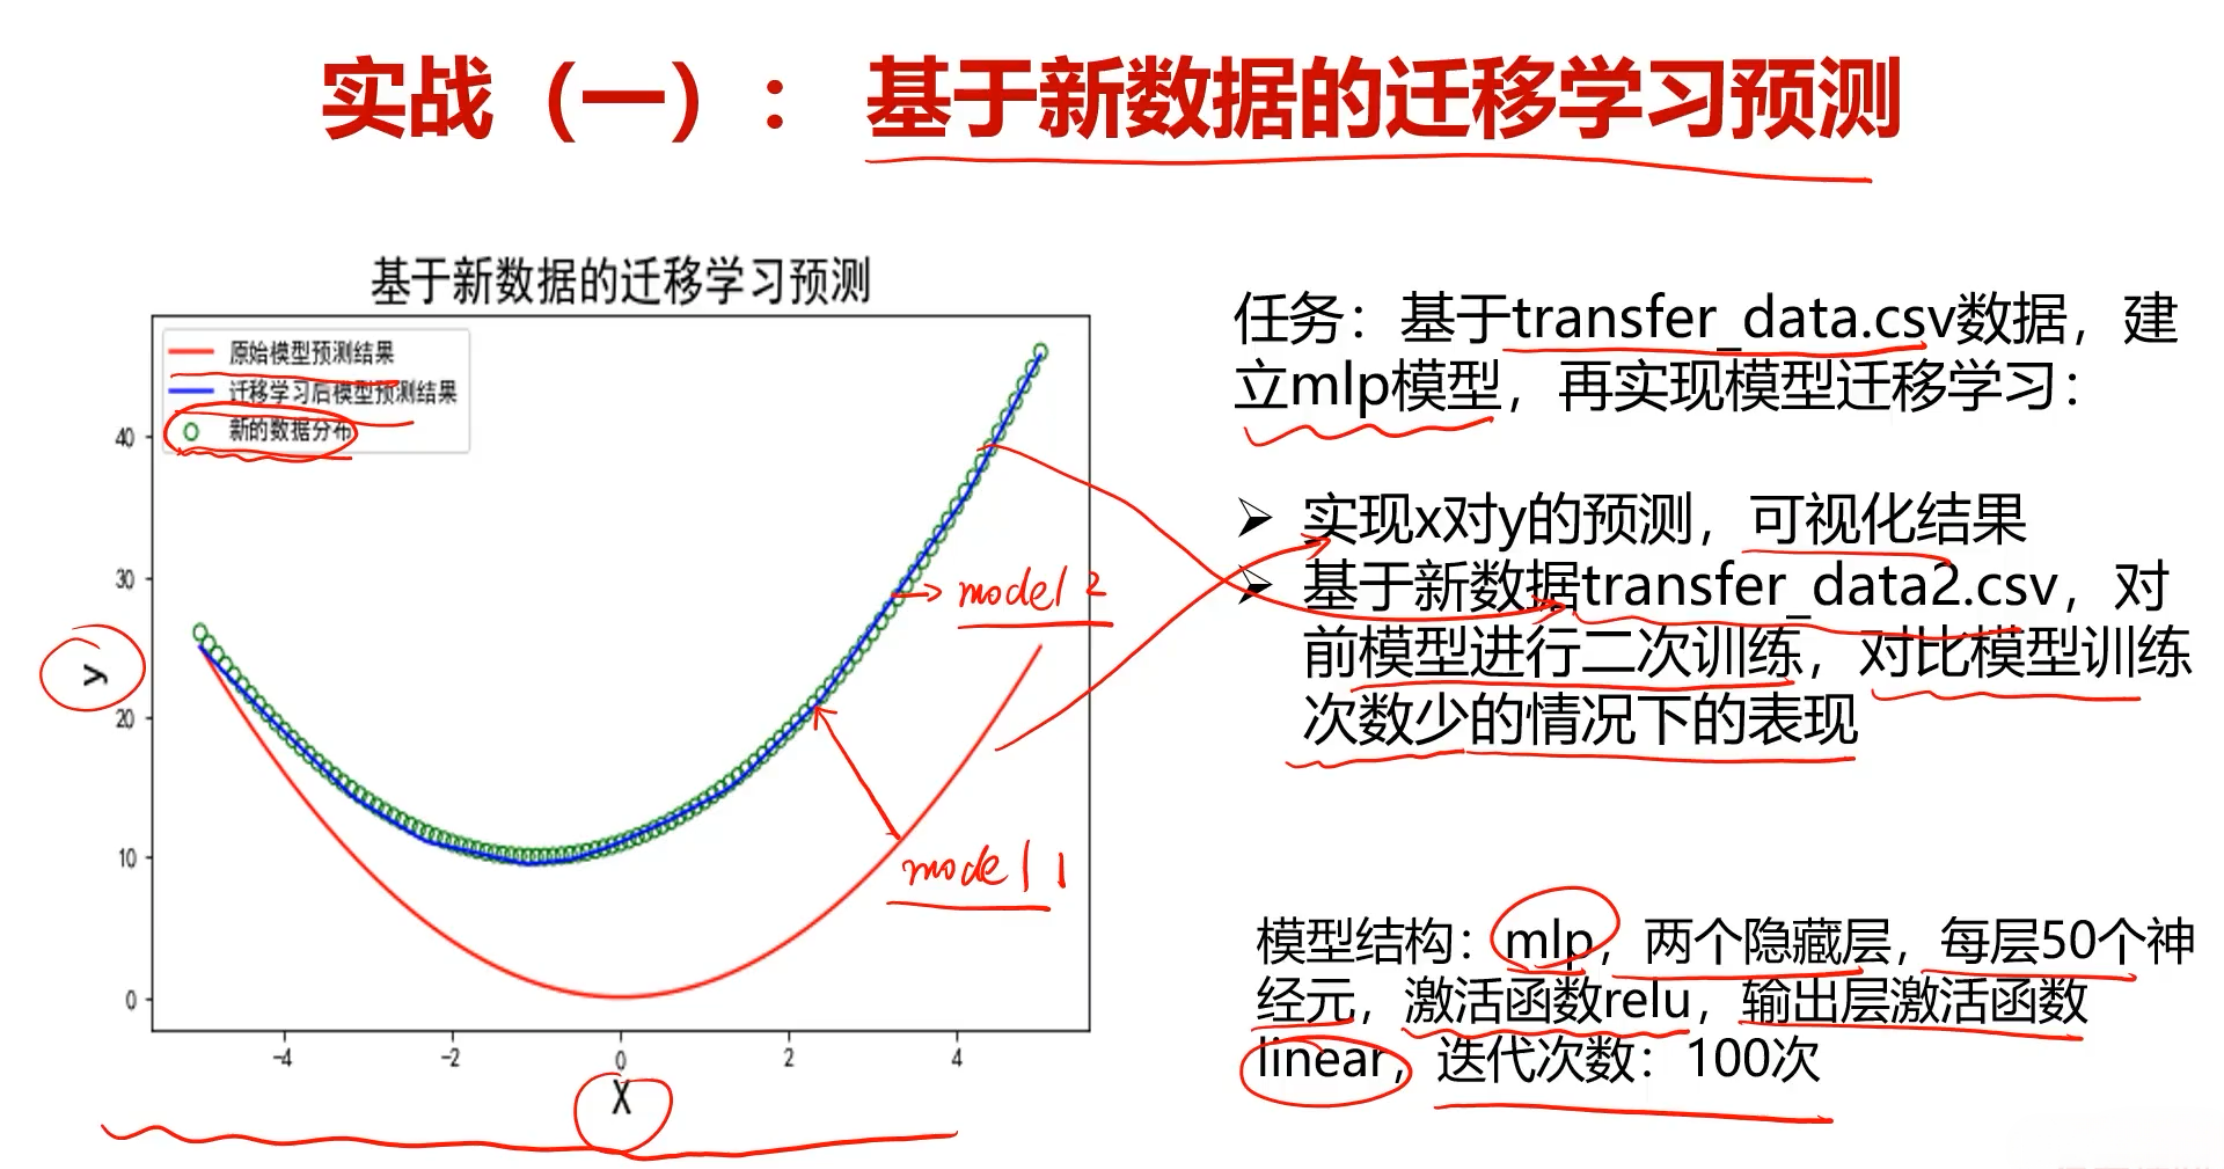 实战（一）： 基于新数据的迁移学习预测
基于新数据的迁移学习预测
原始模型预测结果
迁移学习后模型预测结果
新的数据分布
40
30
20
10
0
y
−4
−2
0
2
4
X
model 2
model 1
任务：基于transfer_data.csv数据，建
立mlp模型，再实现模型迁移学习：
➢ 实现x对y的预测，可视化结果
➢ 基于新数据transfer_data2.csv，对
前模型进行二次训练，对比模型训练
次数少的情况下的表现
模型结构：mlp，两个隐藏层，每层50个神
经元，激活函数relu，输出层激活函数
linear，迭代次数：100次